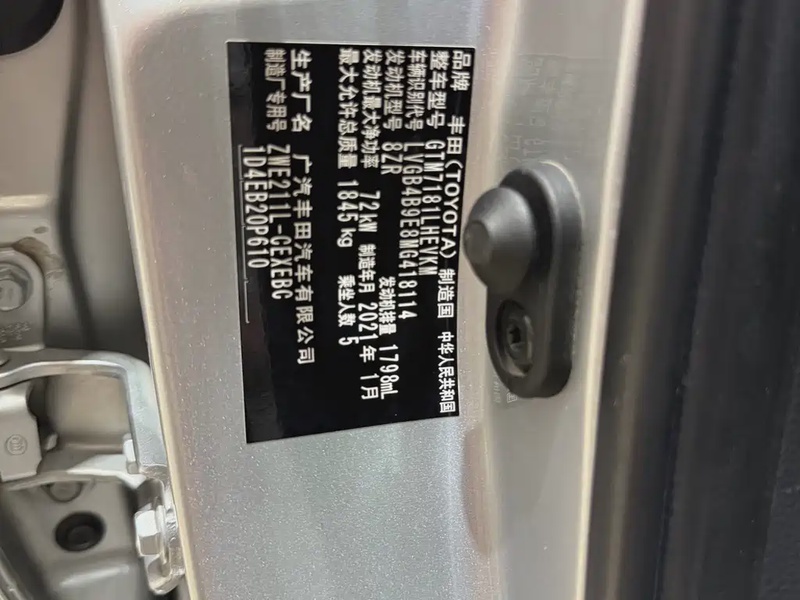 品牌 丰田(TOYOTA) 制造国 中华人民共和国
整车型号 GTM7181LHEVKM
车辆识别代号 LVGB4B9E8MG418114
发动机型号 8ZR 发动机排量 1798mL
发动机最大净功率 72kW 制造年月 2021年 1月
最大允许总质量 1845kg 乘坐人数 5
生产厂名 广汽丰田汽车有限公司
制造厂专用号 ZWE211L-GEXEBC
1D4EB20P610